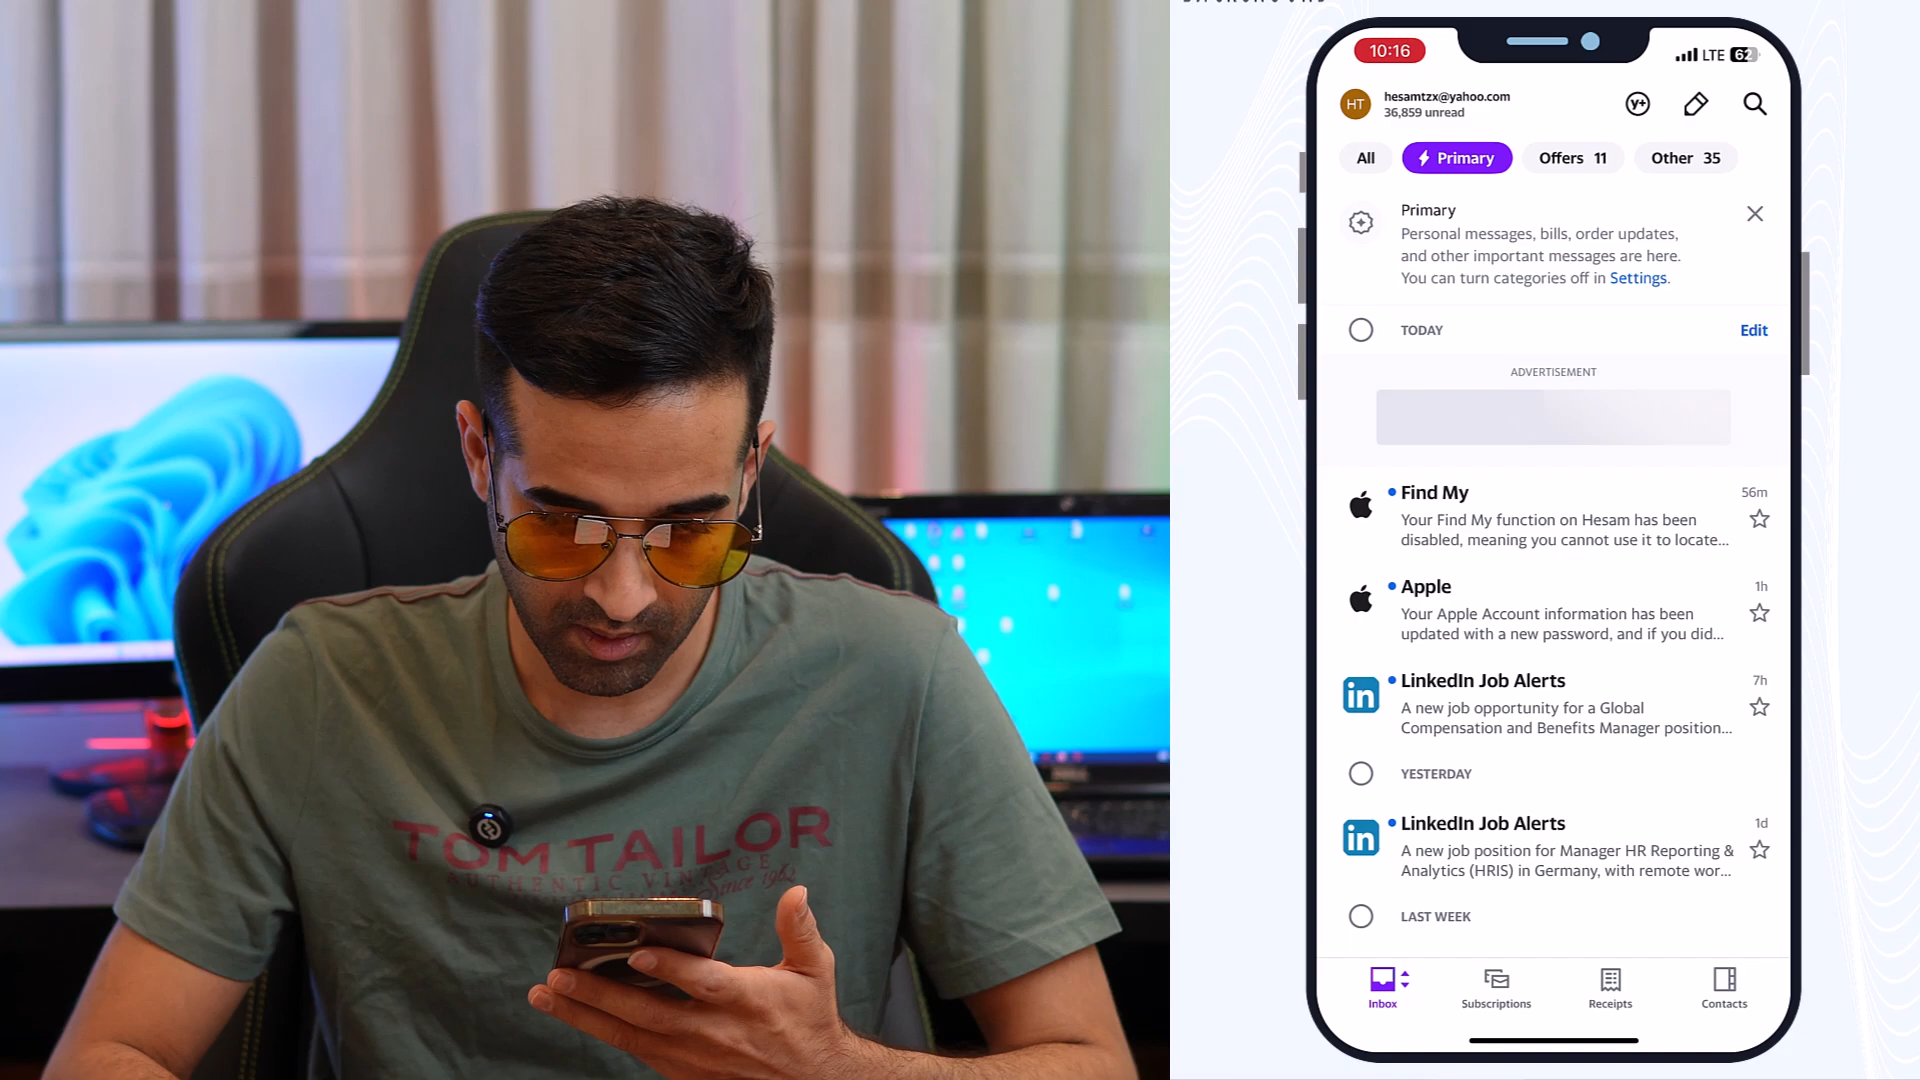 TOM TAILOR
AUTHENTIC VINTAGE
Since 1962
10:16
LTE 62
HT
hesamtzx@yahoo.com
36,859 unread
y+
All
Primary
Offers 11
Other 35
Primary
Personal messages, bills, order updates,
and other important messages are here.
You can turn categories off in Settings.
TODAY
Edit
ADVERTISEMENT
Find My
56m
Your Find My function on Hesam has been
disabled, meaning you cannot use it to locate...
Apple
1h
Your Apple Account information has been
updated with a new password, and if you did...
in
LinkedIn Job Alerts
7h
A new job opportunity for a Global
Compensation and Benefits Manager position...
YESTERDAY
in
LinkedIn Job Alerts
1d
A new job position for Manager HR Reporting &
Analytics (HRIS) in Germany, with remote wor...
LAST WEEK
Inbox
Subscriptions
Receipts
Contacts